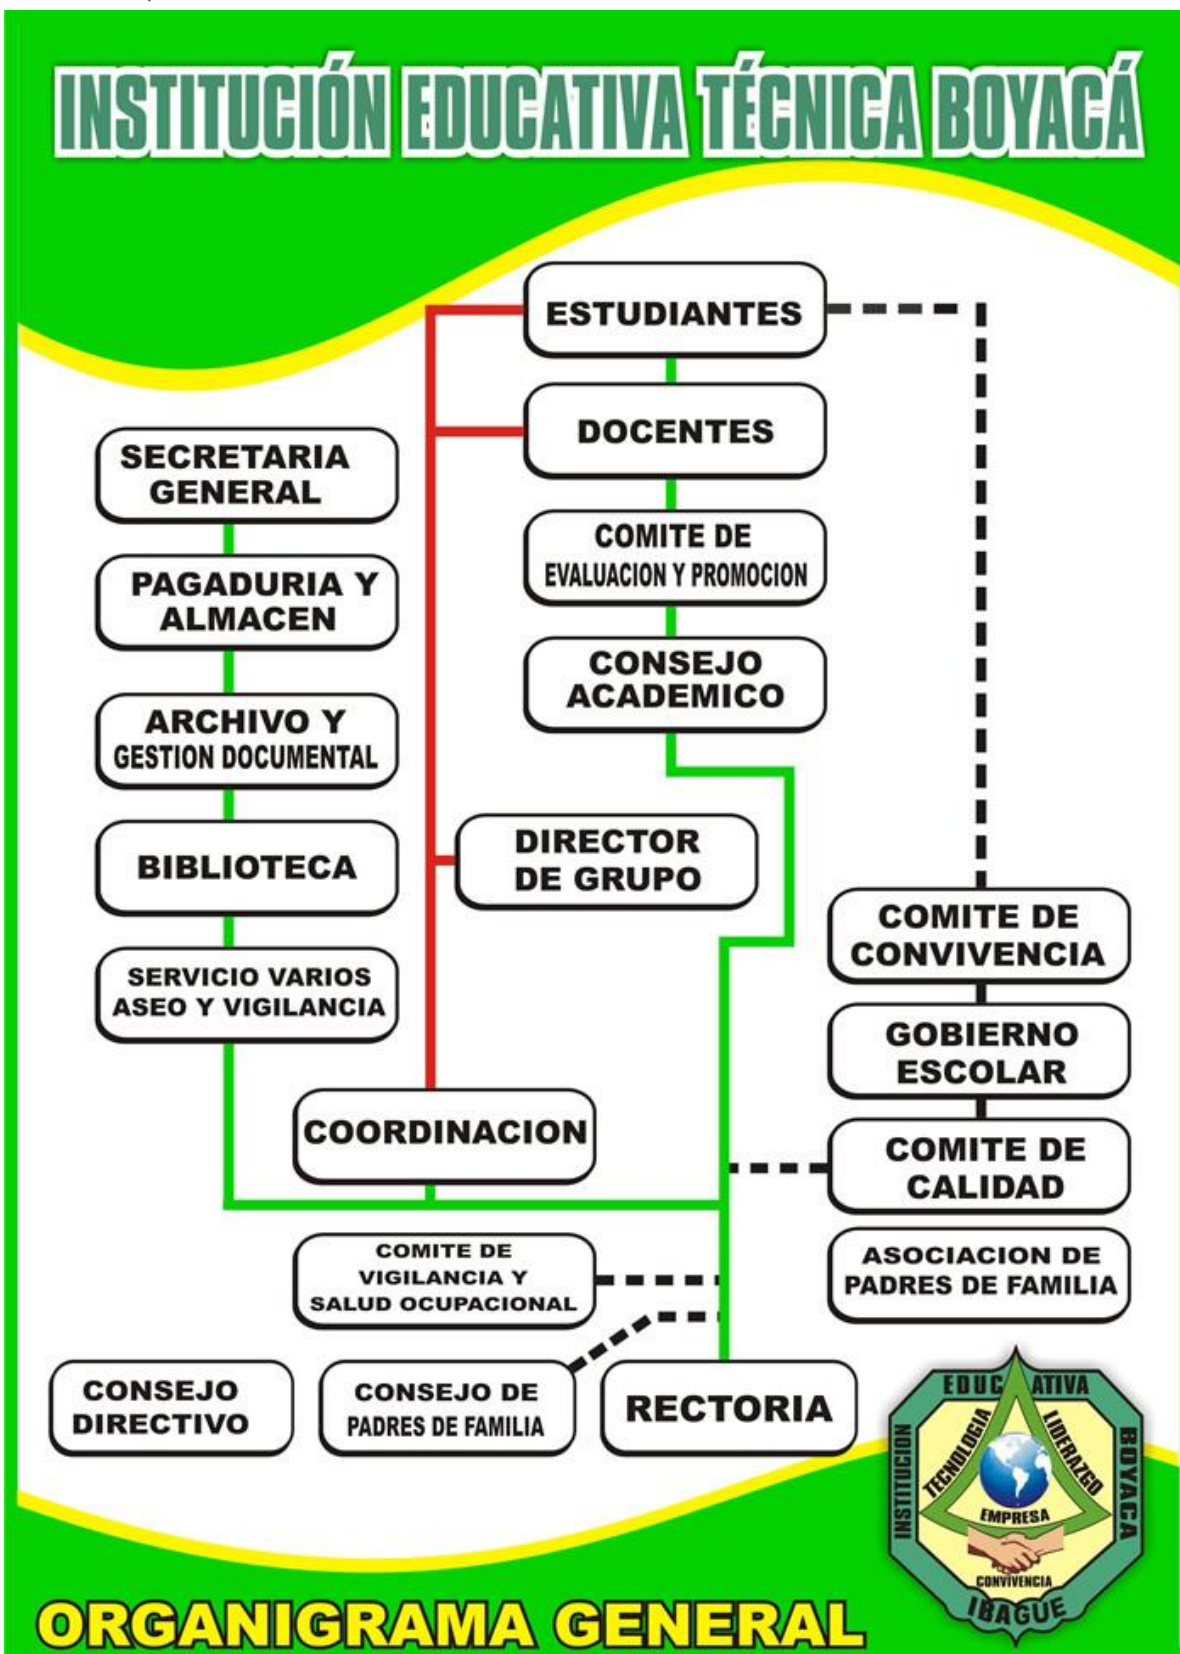 INSTITUCIÓN EDUCATIVA TÉCNICA BOYACÁ
ESTUDIANTES
DOCENTES
SECRETARIA
GENERAL
COMITE DE
EVALUACION Y PROMOCION
PAGADURIA Y
ALMACEN
CONSEJO
ACADEMICO
ARCHIVO Y
GESTION DOCUMENTAL
DIRECTOR
DE GRUPO
BIBLIOTECA
COMITE DE
CONVIVENCIA
SERVICIO VARIOS
ASEO Y VIGILANCIA
GOBIERNO
ESCOLAR
COORDINACION
COMITE DE
CALIDAD
COMITE DE
VIGILANCIA Y
SALUD OCUPACIONAL
ASOCIACION DE
PADRES DE FAMILIA
CONSEJO
DIRECTIVO
CONSEJO DE
PADRES DE FAMILIA
RECTORIA
INSTITUCION
EDUCATIVA
BOYACA
TECNOLOGIA
LIDERAZGO
EMPRESA
CONVIVENCIA
IBAGUE
ORGANIGRAMA GENERAL